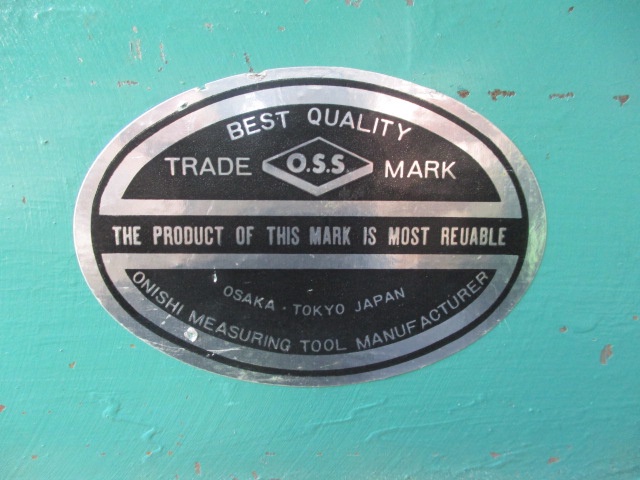 BEST QUALITY
TRADE O.S.S. MARK
THE PRODUCT OF THIS MARK IS MOST REUABLE
OSAKA · TOKYO JAPAN
ONISHI MEASURING TOOL MANUFACTURER